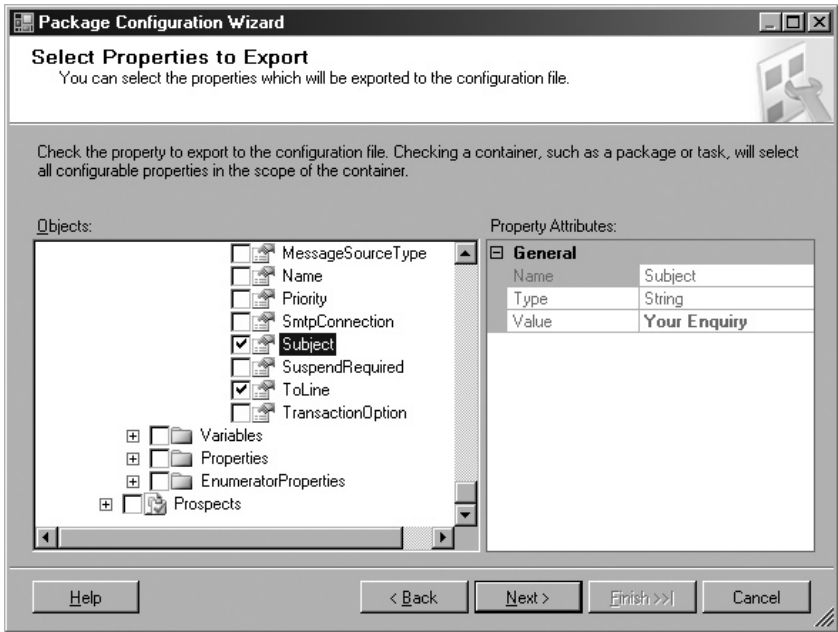 Package Configuration Wizard
Select Properties to Export
You can select the properties which will be exported to the configuration file.
Check the property to export to the configuration file. Checking a container, such as a package or task, will select
all configurable properties in the scope of the container.
Objects:
MessageSourceType
Name
Priority
SmtpConnection
Subject
SuspendRequired
ToLine
TransactionOption
Variables
Properties
EnumeratorProperties
Prospects
Property Attributes:
General
Name Subject
Type String
Value Your Enquiry
Help
< Back
Next >
Finish >>|
Cancel